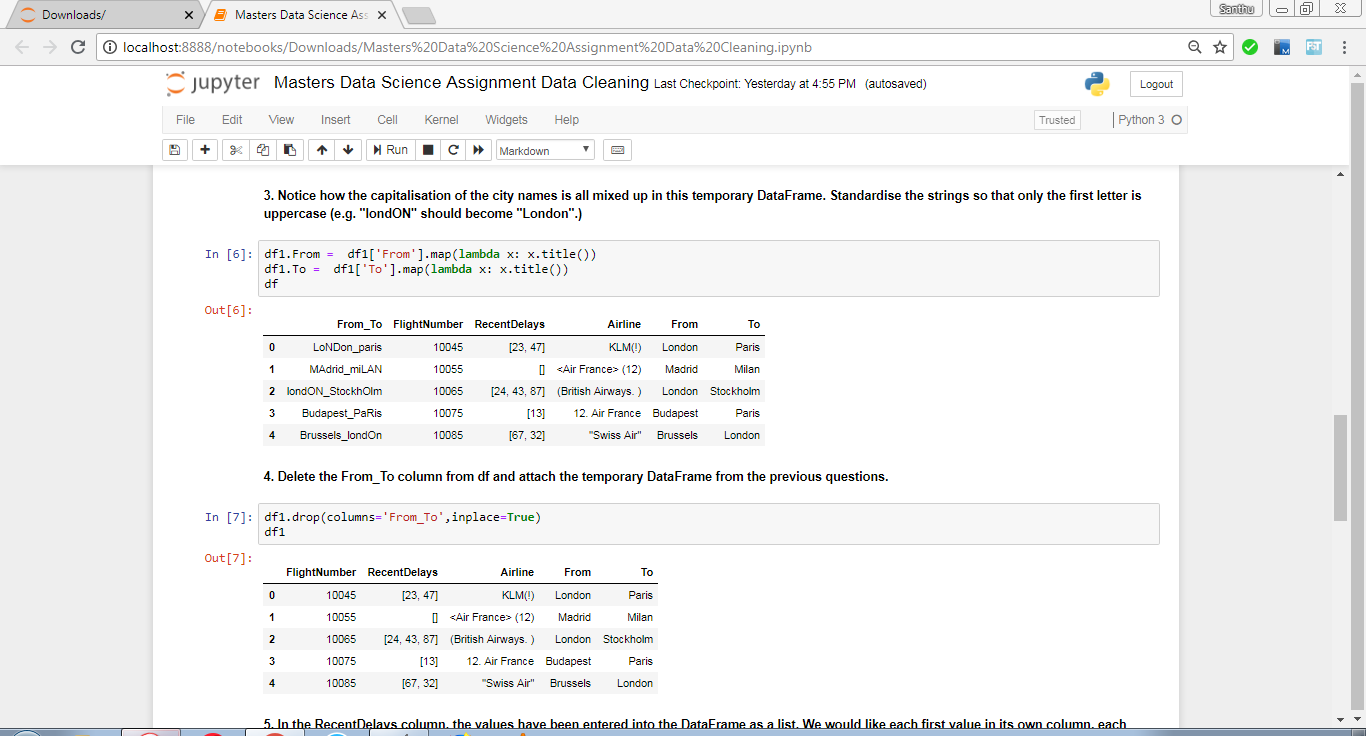 Downloads/
Masters Data Science Ass
Santhu
localhost:8888/notebooks/Downloads/Masters%20Data%20Science%20Assignment%20Data%20Cleaning.ipynb
jupyter Masters Data Science Assignment Data Cleaning Last Checkpoint: Yesterday at 4:55 PM (autosaved)
Logout
File Edit View Insert Cell Kernel Widgets Help
Trusted
Python 3
Run
Markdown
3. Notice how the capitalisation of the city names is all mixed up in this temporary DataFrame. Standardise the strings so that only the first letter is
uppercase (e.g. "londON" should become "London".)
In [6]: df1.From =  df1['From'].map(lambda x: x.title())
df1.To =  df1['To'].map(lambda x: x.title())
df
Out[6]:
From_To FlightNumber RecentDelays Airline From To
0 LoNDon_paris 10045 [23, 47] KLM(!) London Paris
1 MAdrid_miLAN 10055 [] <Air France> (12) Madrid Milan
2 londON_StockhOlm 10065 [24, 43, 87] (British Airways. ) London Stockholm
3 Budapest_PaRis 10075 [13] 12. Air France Budapest Paris
4 Brussels_londOn 10085 [67, 32] "Swiss Air" Brussels London
4. Delete the From_To column from df and attach the temporary DataFrame from the previous questions.
In [7]: df1.drop(columns='From_To',inplace=True)
df1
Out[7]:
FlightNumber RecentDelays Airline From To
0 10045 [23, 47] KLM(!) London Paris
1 10055 [] <Air France> (12) Madrid Milan
2 10065 [24, 43, 87] (British Airways. ) London Stockholm
3 10075 [13] 12. Air France Budapest Paris
4 10085 [67, 32] "Swiss Air" Brussels London
5. In the RecentDelays column, the values have been entered into the DataFrame as a list. We would like each first value in its own column, each